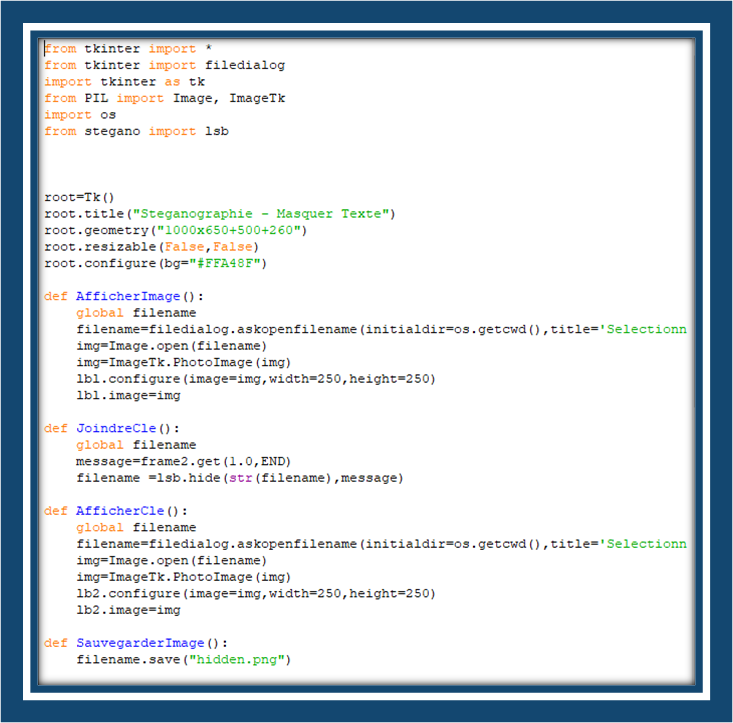 from tkinter import *
from tkinter import filedialog
import tkinter as tk
from PIL import Image, ImageTk
import os
from stegano import lsb
root=Tk()
root.title("Steganographie - Masquer Texte")
root.geometry("1000x650+500+260")
root.resizable(False,False)
root.configure(bg="#FFA48F")
def AfficherImage():
    global filename
    filename=filedialog.askopenfilename(initialdir=os.getcwd(),title='Selectionn
    img=Image.open(filename)
    img=ImageTk.PhotoImage(img)
    lbl.configure(image=img,width=250,height=250)
    lbl.image=img
def JoindreCle():
    global filename
    message=frame2.get(1.0,END)
    filename =lsb.hide(str(filename),message)
def AfficherCle():
    global filename
    filename=filedialog.askopenfilename(initialdir=os.getcwd(),title='Selectionn
    img=Image.open(filename)
    img=ImageTk.PhotoImage(img)
    lb2.configure(image=img,width=250,height=250)
    lb2.image=img
def SauvegarderImage():
    filename.save("hidden.png")